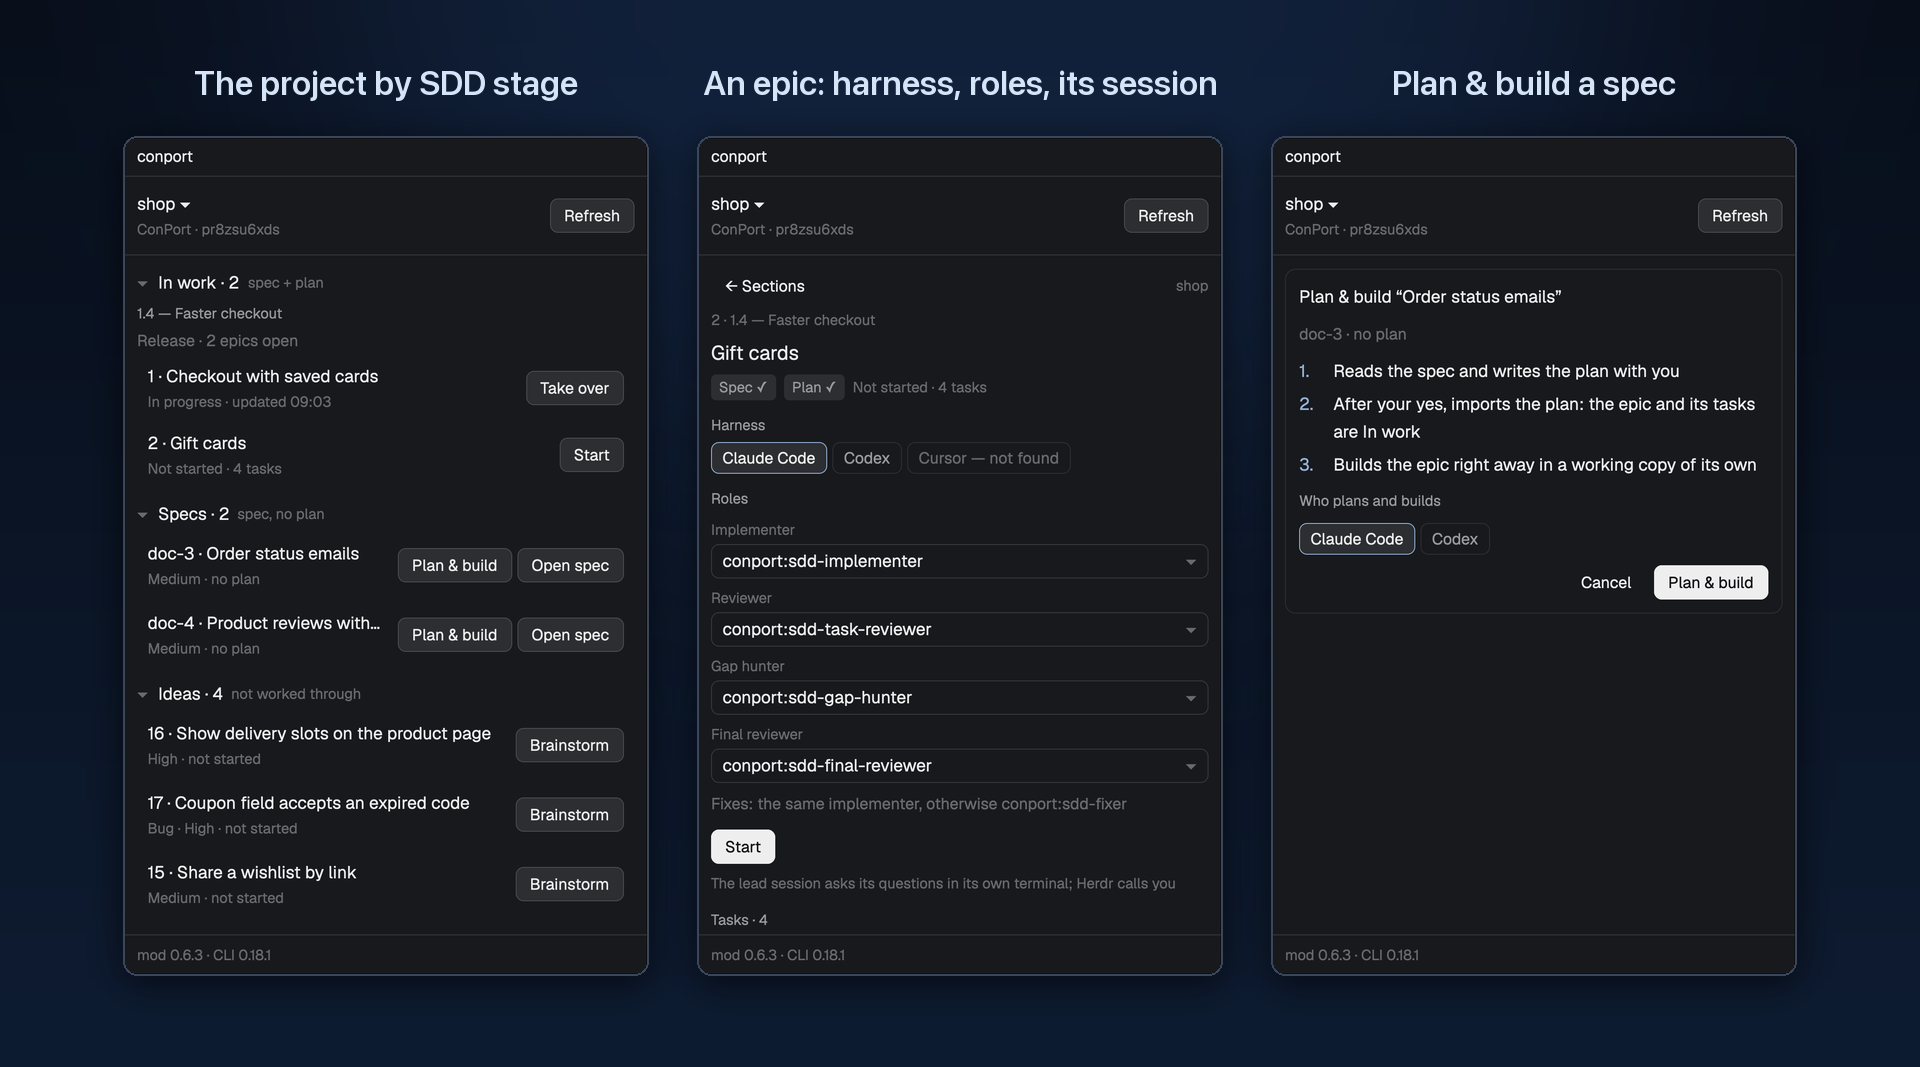 The project by SDD stage
conport
shop
ConPort · pr8zsu6xds
Refresh
In work · 2 spec + plan
1.4 — Faster checkout
Release · 2 epics open
1 · Checkout with saved cards
In progress · updated 09:03
Take over
2 · Gift cards
Not started · 4 tasks
Start
Specs · 2 spec, no plan
doc-3 · Order status emails
Medium · no plan
Plan & build
Open spec
doc-4 · Product reviews with...
Medium · no plan
Plan & build
Open spec
Ideas · 4 not worked through
16 · Show delivery slots on the product page
High · not started
Brainstorm
17 · Coupon field accepts an expired code
Bug · High · not started
Brainstorm
15 · Share a wishlist by link
Medium · not started
Brainstorm
mod 0.6.3 · CLI 0.18.1
An epic: harness, roles, its session
conport
shop
ConPort · pr8zsu6xds
Refresh
← Sections
shop
2 · 1.4 — Faster checkout
Gift cards
Spec ✓ Plan ✓ Not started · 4 tasks
Harness
Claude Code Codex Cursor — not found
Roles
Implementer
conport:sdd-implementer
Reviewer
conport:sdd-task-reviewer
Gap hunter
conport:sdd-gap-hunter
Final reviewer
conport:sdd-final-reviewer
Fixes: the same implementer, otherwise conport:sdd-fixer
Start
The lead session asks its questions in its own terminal; Herdr calls you
Tasks · 4
mod 0.6.3 · CLI 0.18.1
Plan & build a spec
conport
shop
ConPort · pr8zsu6xds
Refresh
Plan & build “Order status emails”
doc-3 · no plan
1. Reads the spec and writes the plan with you
2. After your yes, imports the plan: the epic and its tasks
are In work
3. Builds the epic right away in a working copy of its own
Who plans and builds
Claude Code Codex
Cancel
Plan & build
mod 0.6.3 · CLI 0.18.1